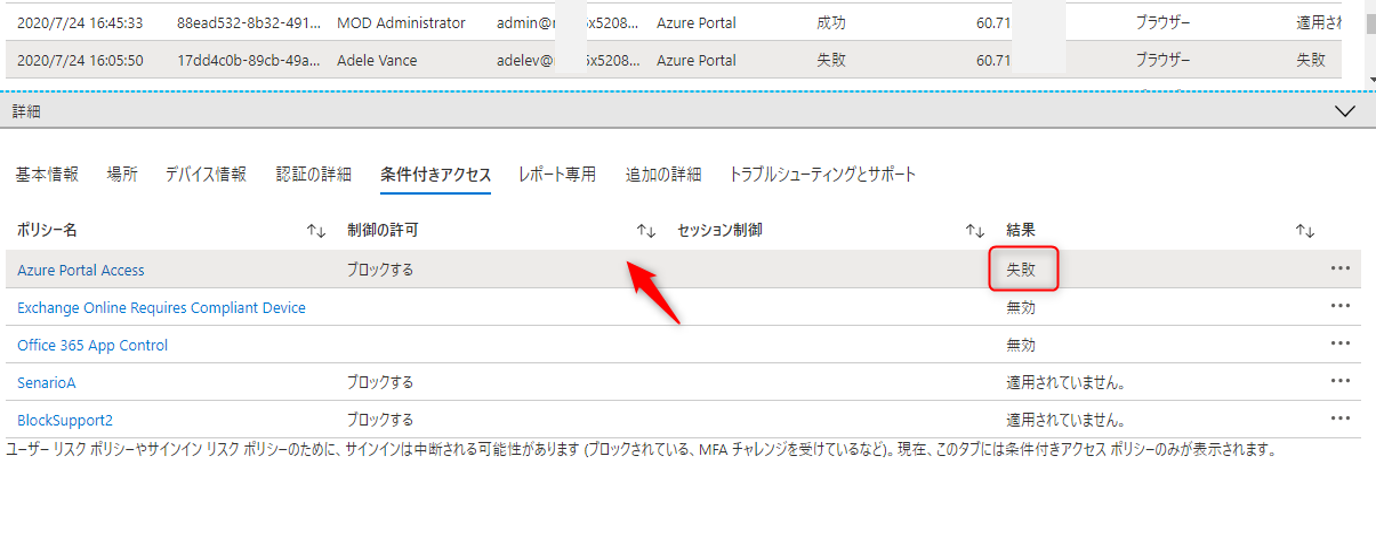 2020/7/24 16:45:33 88ead532-8b32-491... MOD Administrator admin@ x5208... Azure Portal 成功 60.71 ブラウザー 適用され
2020/7/24 16:05:50 17dd4c0b-89cb-49a... Adele Vance adelev@ 5x5208... Azure Portal 失敗 60.71 ブラウザー 失敗
詳細
基本情報 場所 デバイス情報 認証の詳細 条件付きアクセス レポート専用 追加の詳細 トラブルシューティングとサポート
ポリシー名 ↑↓ 制御の許可 ↑↓ セッション制御 ↑↓ 結果 ↑↓
Azure Portal Access ブロックする 失敗 ...
Exchange Online Requires Compliant Device 無効 ...
Office 365 App Control 無効 ...
SenarioA ブロックする 適用されていません。 ...
BlockSupport2 ブロックする 適用されていません。 ...
ユーザー リスク ポリシーやサインイン リスク ポリシーのために、サインインは中断される可能性があります (ブロックされている、MFA チャレンジを受けているなど)。現在、このタブには条件付きアクセス ポリシーのみが表示されます。